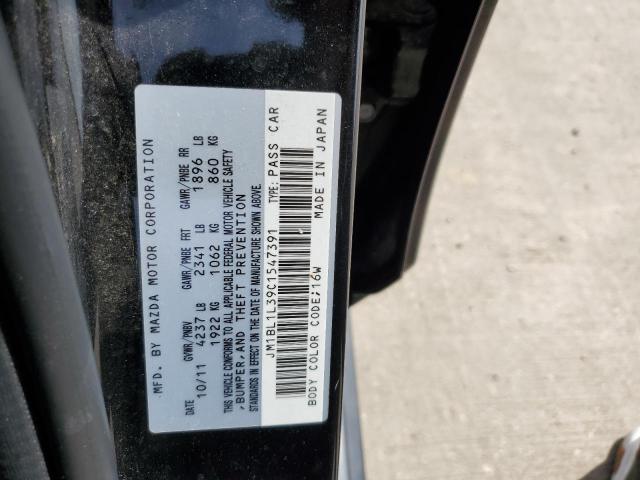 MFD. BY MAZDA MOTOR CORPORATION
DATE GVWR/PNBV GAWR/PNBE FRT GAWR/PNBE RR
10/11 4237 LB 2341 LB 1896 LB
1922 KG 1062 KG 860 KG
THIS VEHICLE CONFORMS TO ALL APPLICABLE FEDERAL MOTOR VEHICLE SAFETY
,BUMPER,AND THEFT PREVENTION
STANDARDS IN EFFECT ON THE DATE OF MANUFACTURE SHOWN ABOVE.
JM1BL1L39C1547391 TYPE: PASS CAR
BODY COLOR CODE;16W MADE IN JAPAN